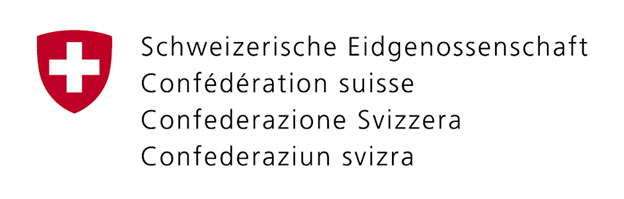 Schweizerische Eidgenossenschaft
Confédération suisse
Confederazione Svizzera
Confederaziun svizra